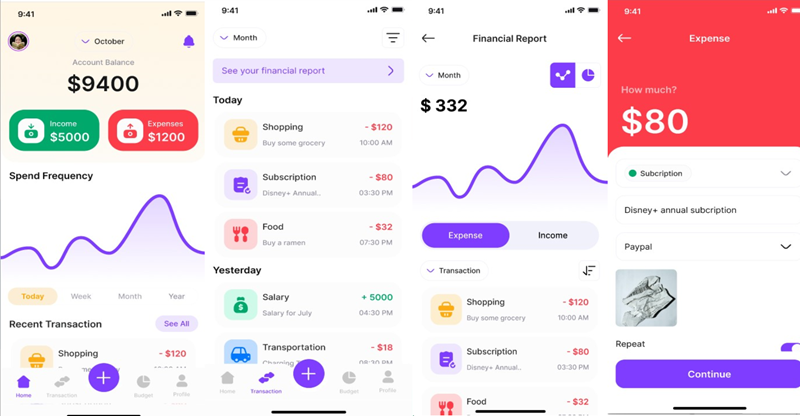 9:41
October
Account Balance
$9400
Income
$5000
Expenses
$1200
Spend Frequency
Today
Week
Month
Year
Recent Transaction
See All
Shopping
- $120
Home
Transaction
Budget
Profile
9:41
Month
See your financial report
Today
Shopping
- $120
Buy some grocery
10:00 AM
Subscription
- $80
Disney+ Annual..
03:30 PM
Food
- $32
Buy a ramen
07:30 PM
Yesterday
Salary
+ 5000
Salary for July
04:30 PM
Transportation
- $18
Home
Transaction
Budget
Profile
9:41
Financial Report
Month
$ 332
Expense
Income
Transaction
Shopping
- $120
Buy some grocery
10:00 AM
Subscription
- $80
Disney+ Annual..
03:30 PM
Food
- $32
9:41
Expense
How much?
$80
Subcription
Disney+ annual subcription
Paypal
Repeat
Continue